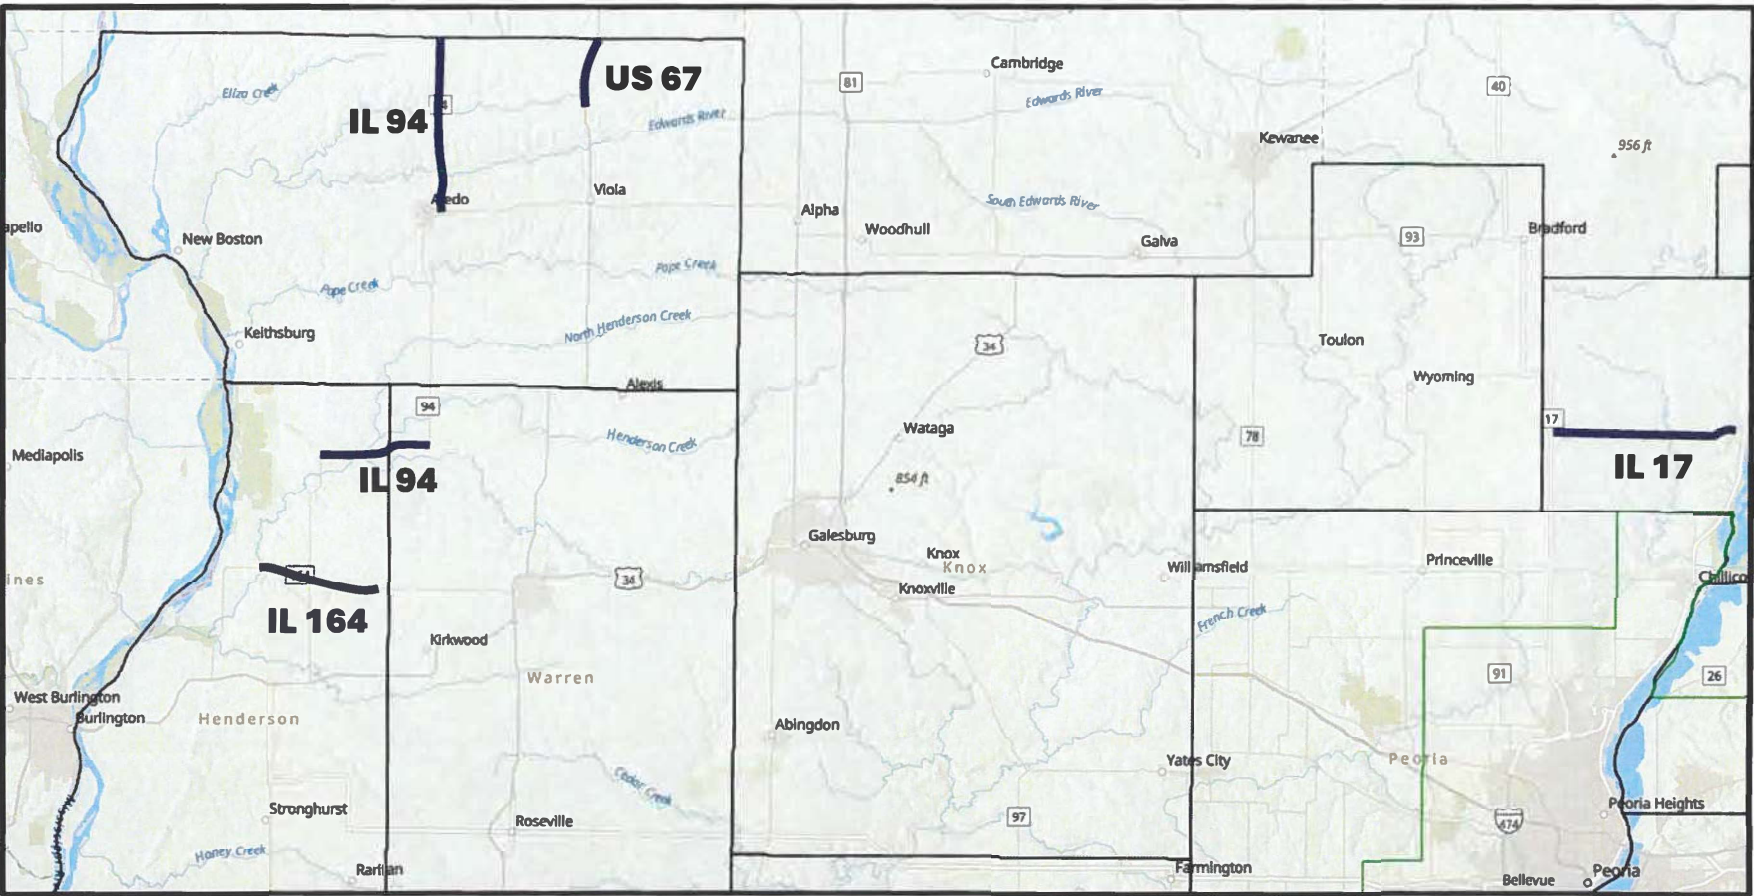 US 67
IL 94
81
Cambridge
40
Eliza Creek
Edwards River
Edwards River
Kewanee
956 ft
Viola
Aledo
South Edwards River
Alpha
Woodhull
Galva
93
Bradford
apello
New Boston
Pope Creek
Pope Creek
North Henderson Creek
Keithsburg
34
Toulon
Wyoming
Alexis
94
17
Wataga
78
Henderson Creek
Mediapolis
IL 94
854 ft
IL 17
Galesburg
Knox
Knox
Knoxville
Williamsfield
Princeville
Chillico
ines
34
IL 164
French Creek
Kirkwood
Warren
91
26
West Burlington
Burlington
Henderson
Abingdon
Yates City
Peoria
Cedar Creek
Stronghurst
Roseville
97
474
Peoria Heights
Honey Creek
Raritan
Farmington
Bellevue
Peoria